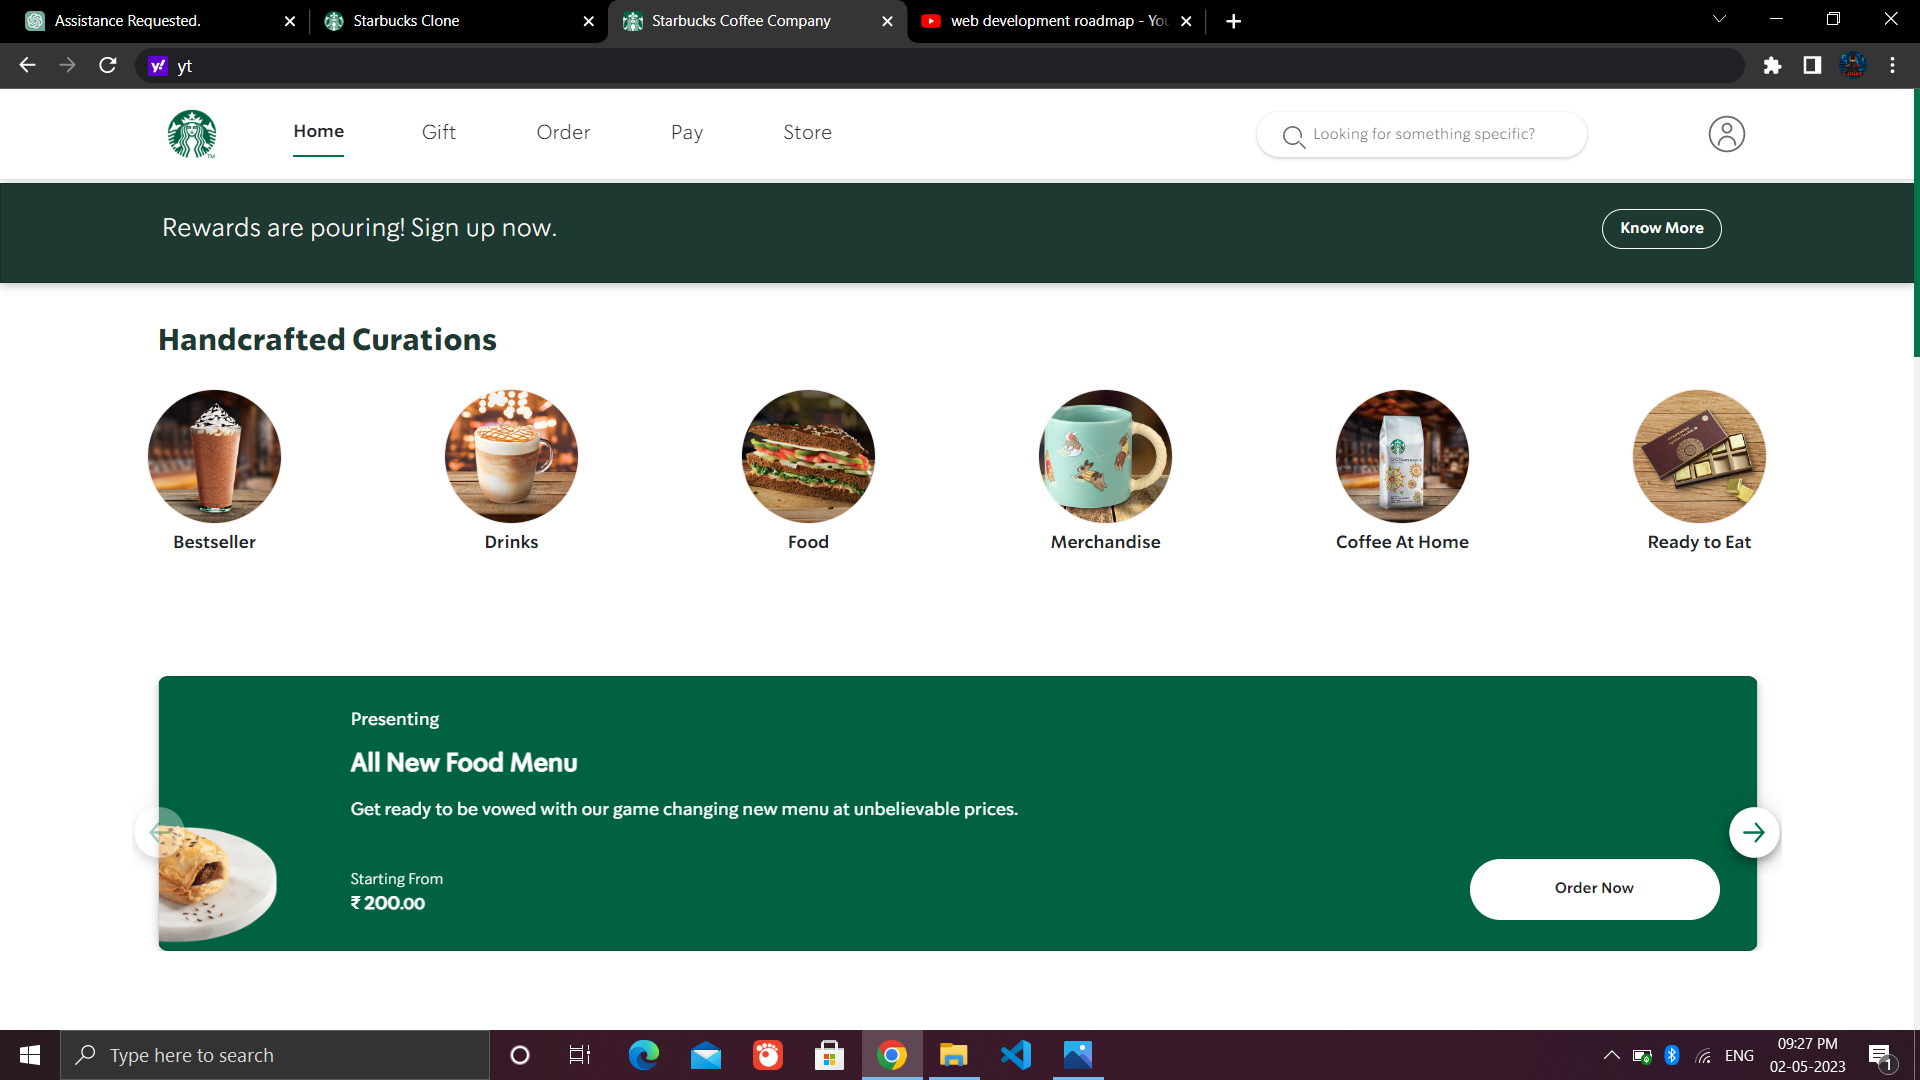 Assistance Requested.
Starbucks Clone
Starbucks Coffee Company
web development roadmap - You
yt
Home
Gift
Order
Pay
Store
Looking for something specific?
Rewards are pouring! Sign up now.
Know More
Handcrafted Curations
Bestseller
Drinks
Food
Merchandise
Coffee At Home
Ready to Eat
Presenting
All New Food Menu
Get ready to be vowed with our game changing new menu at unbelievable prices.
Starting From
₹ 200.00
Order Now
Type here to search
ENG
09:27 PM
02-05-2023
1